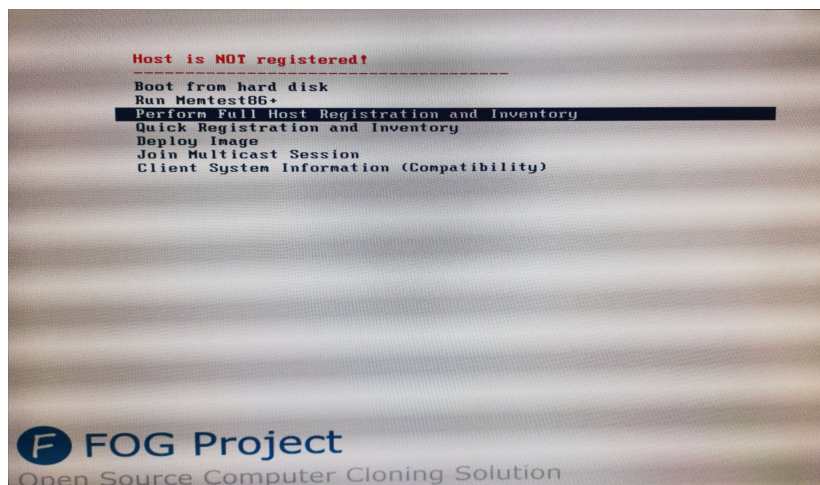 Host is NOT registered!
Boot from hard disk
Run Memtest86+
Perform Full Host Registration and Inventory
Quick Registration and Inventory
Deploy Image
Join Multicast Session
Client System Information (Compatibility)
F FOG Project
Open Source Computer Cloning Solution